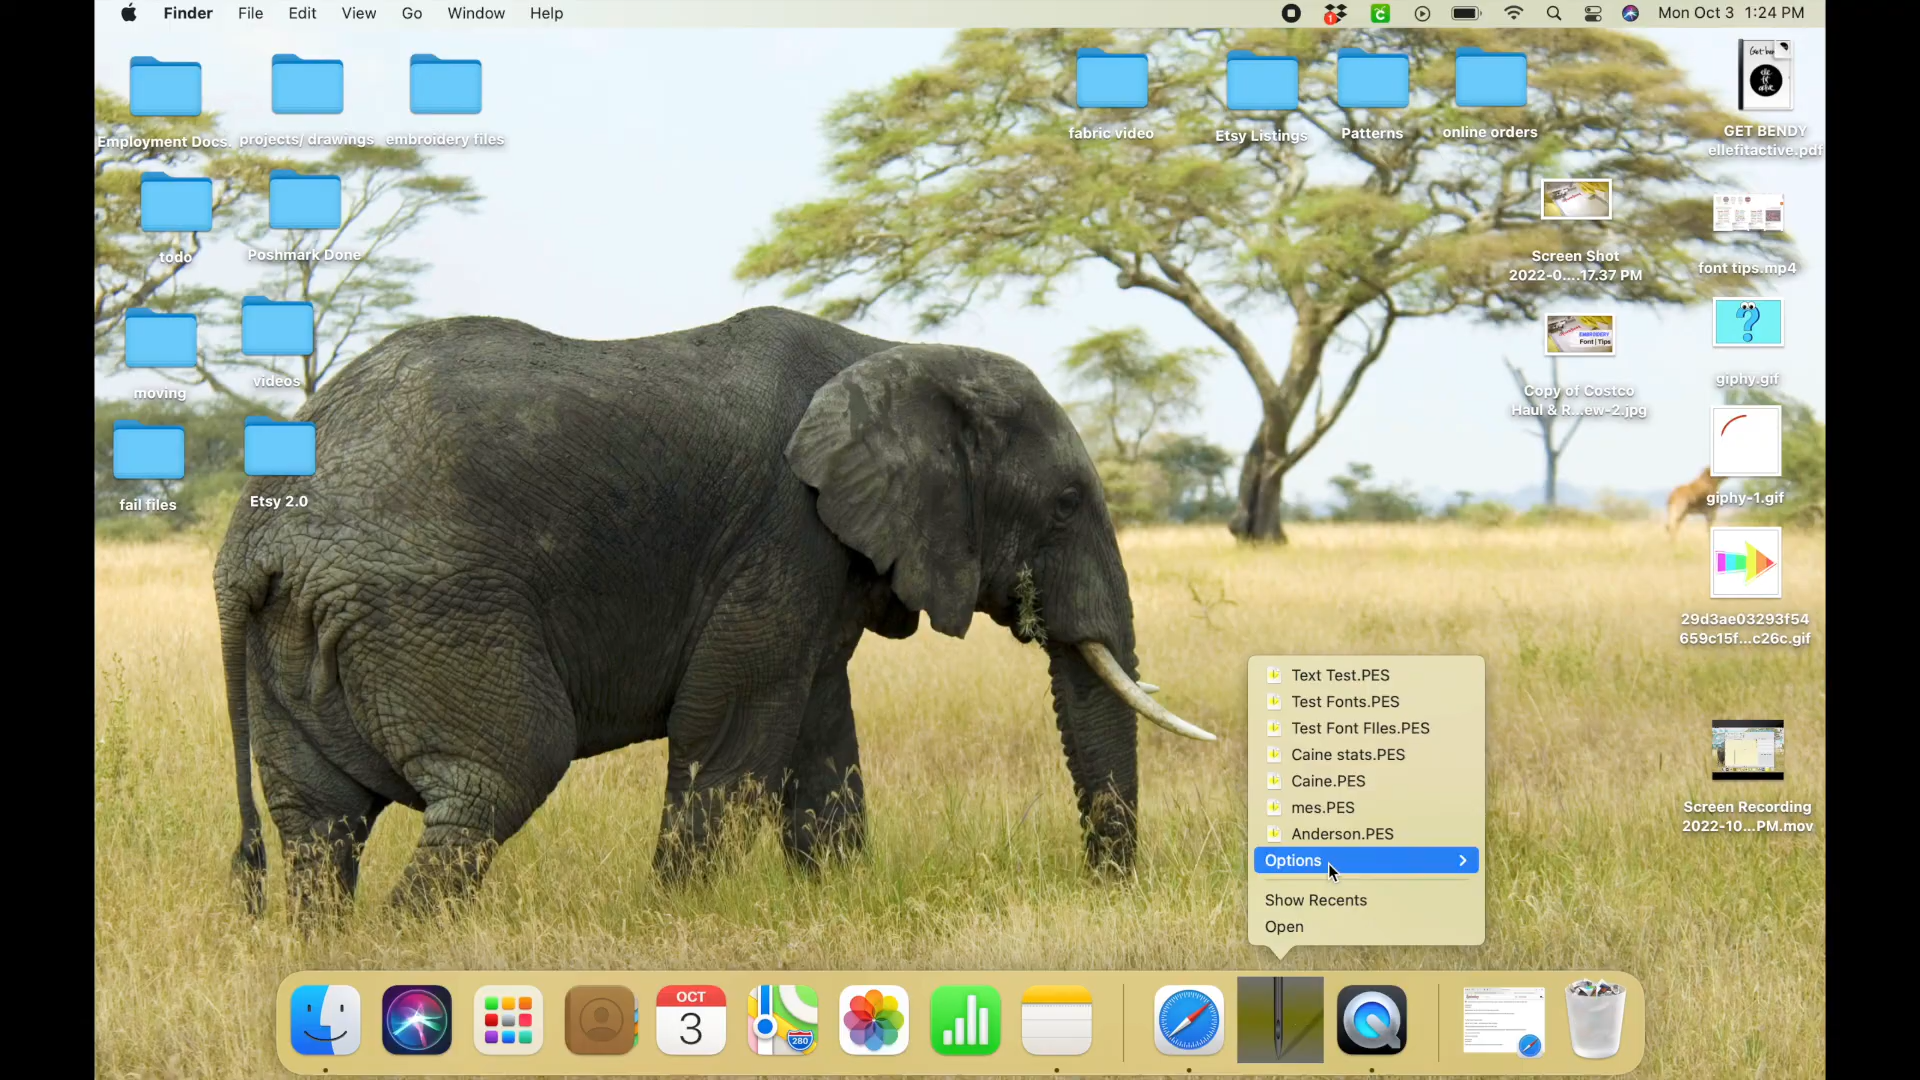 Finder File Edit View Go Window Help
1 Mon Oct 3 1:24 PM
Employment Docs.
projects/ drawings
embroidery files
fabric video
Etsy Listings
Patterns
online orders
GET BENDY
ellefitactive.pdf
todo
Poshmark Done
Screen Shot
2022-0....17.37 PM
font tips.mp4
moving
videos
EMBROIDERY
Font | Tips
Copy of Costco
Haul & R...ew-2.jpg
?
giphy.gif
fail files
Etsy 2.0
giphy-1.gif
29d3ae03293f54
659c15f...c26c.gif
Screen Recording
2022-10...PM.mov
Text Test.PES
Test Fonts.PES
Test Font FIles.PES
Caine stats.PES
Caine.PES
mes.PES
Anderson.PES
Options
Show Recents
Open
OCT
3
280